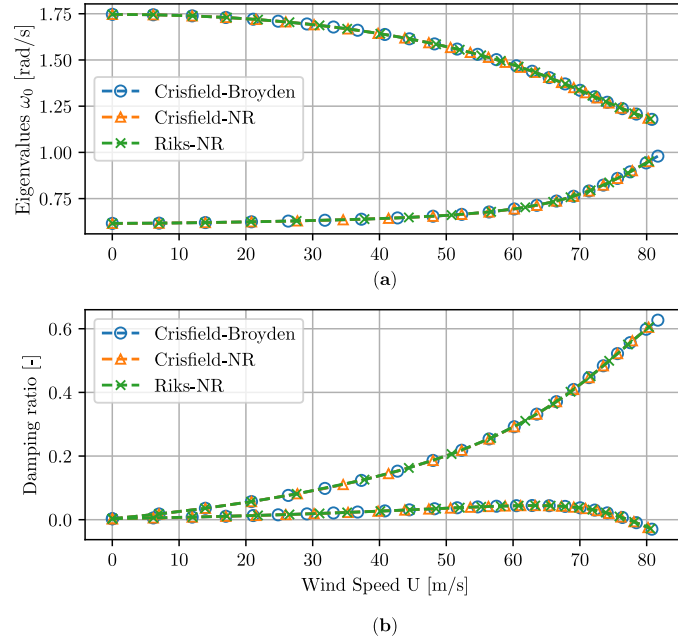 1.75
1.50
1.25
1.00
0.75
Eigenvalues ω₀ [rad/s]
Crisfield-Broyden
Crisfield-NR
Riks-NR
0 10 20 30 40 50 60 70 80
(a)
0.6
0.4
0.2
0.0
Damping ratio [-]
Crisfield-Broyden
Crisfield-NR
Riks-NR
0 10 20 30 40 50 60 70 80
Wind Speed U [m/s]
(b)